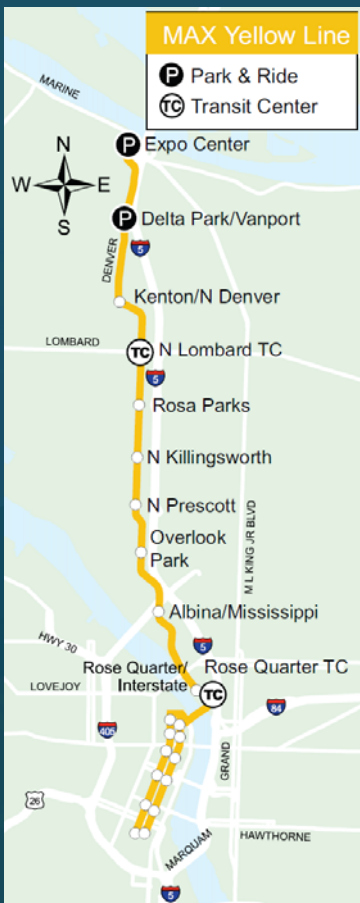 MAX Yellow Line
P Park & Ride
TC Transit Center
MARINE
P Expo Center
N
W E
S
P Delta Park/Vanport
5
DENVER
Kenton/N Denver
LOMBARD
TC N Lombard TC
5
Rosa Parks
N Killingsworth
N Prescott
M L KING JR BLVD
Overlook
Park
Albina/Mississippi
HWY 30
5
Rose Quarter/
Interstate
Rose Quarter TC
LOVEJOY
TC
84
405
GRAND
26
HAWTHORNE
MARQUAM
5